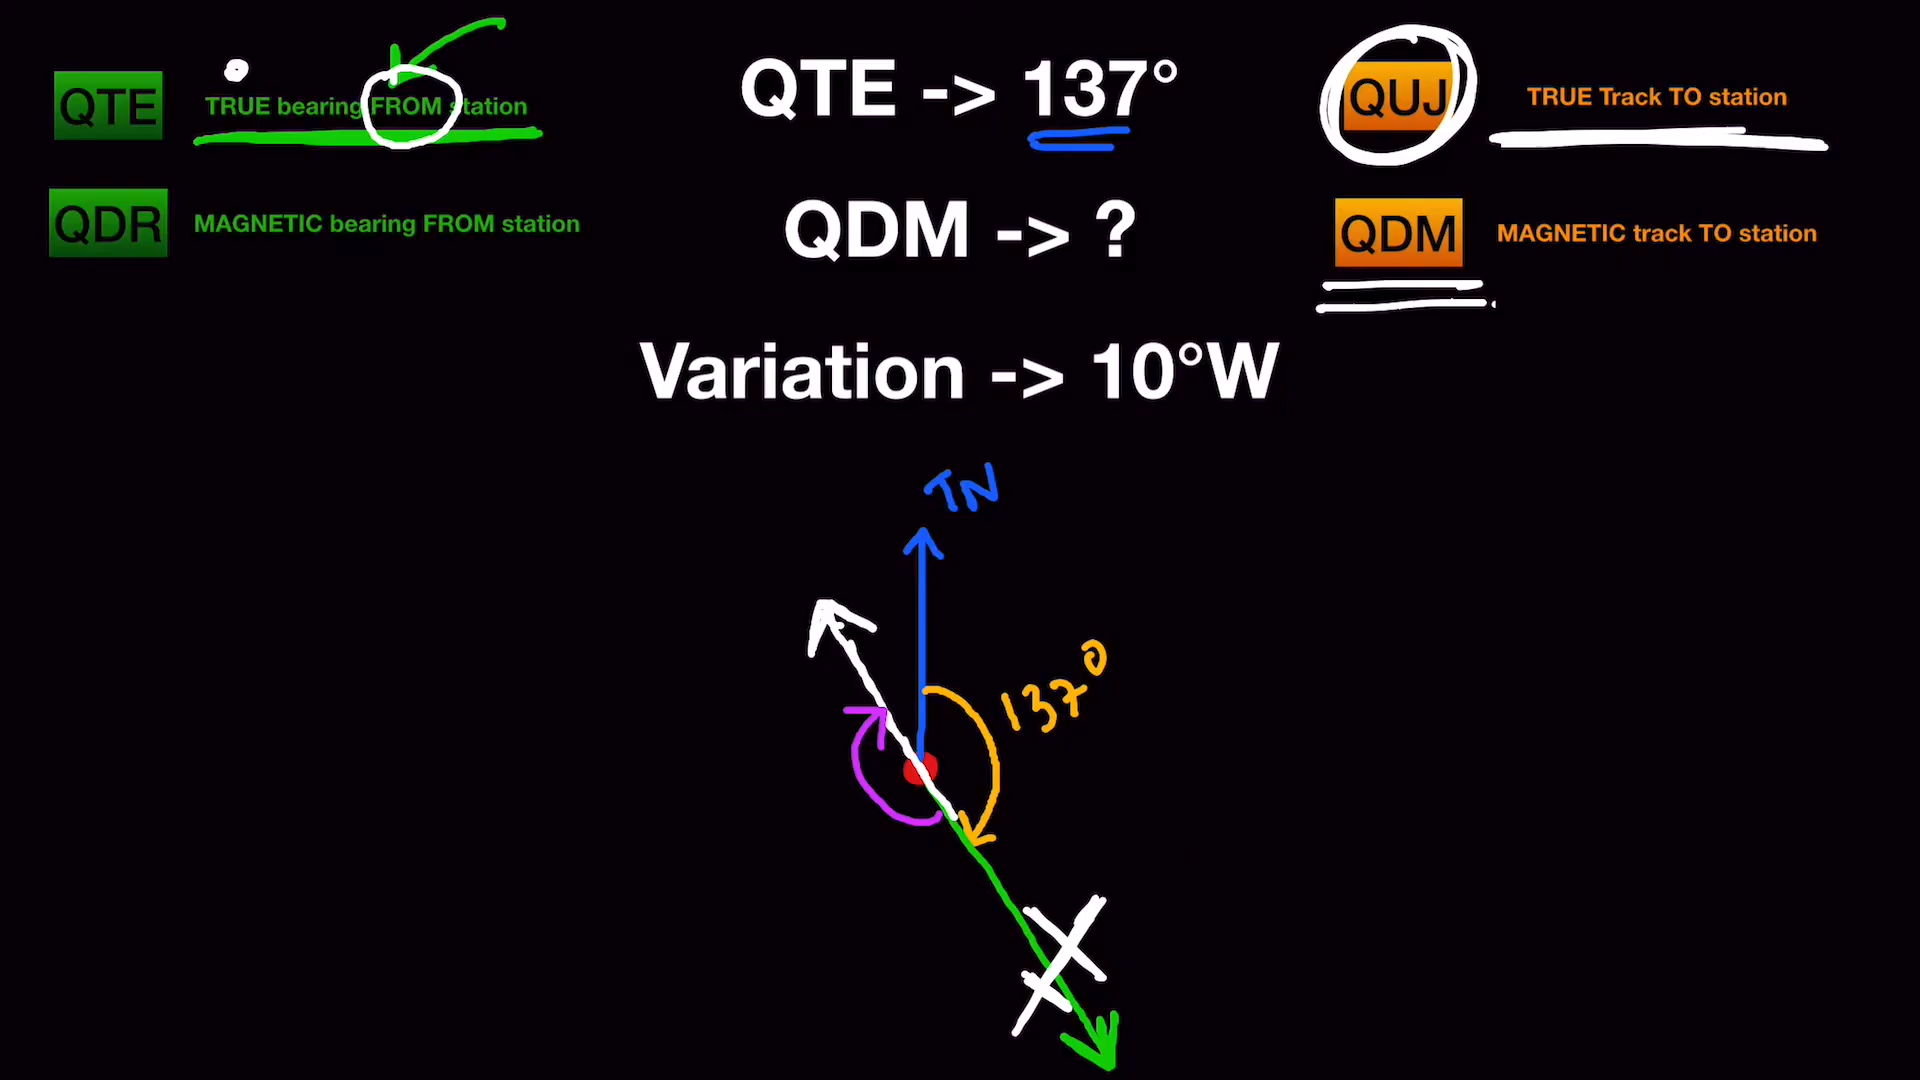 QTE
TRUE bearing FROM station
QTE -> 137°
QUJ
TRUE Track TO station
QDR
MAGNETIC bearing FROM station
QDM -> ?
QDM
MAGNETIC track TO station
Variation -> 10°W
TN
137°